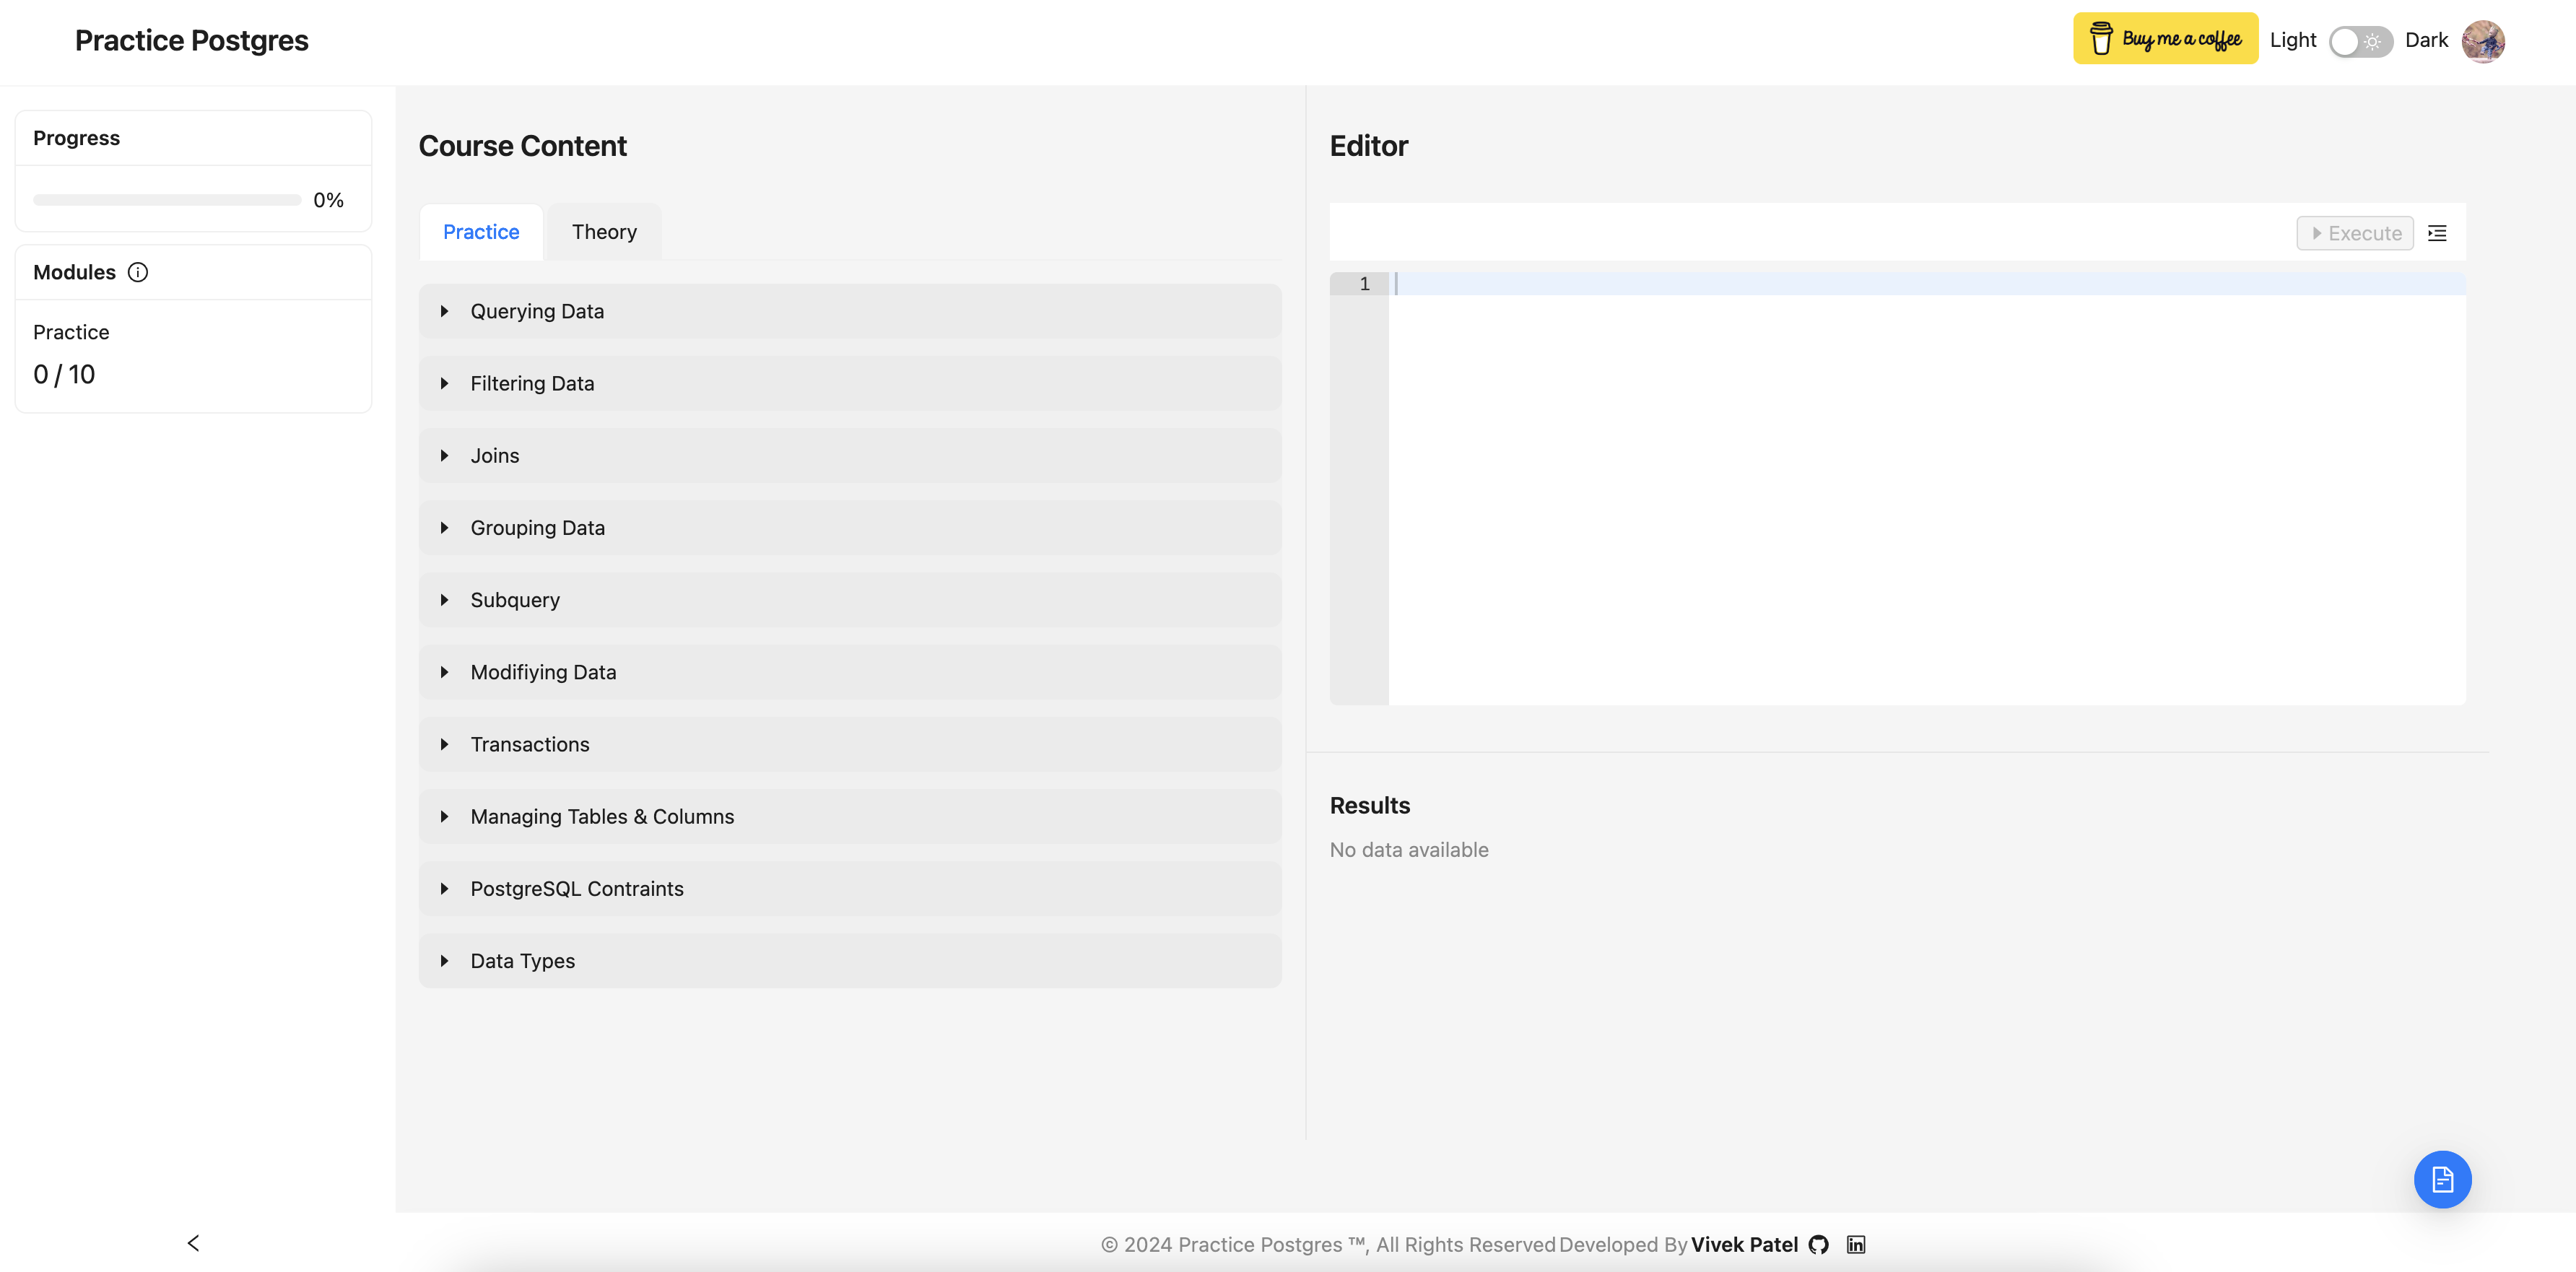 Practice Postgres
Buy me a coffee
Light
Dark
Progress
0%
Modules
Practice
0 / 10
Course Content
Practice
Theory
Querying Data
Filtering Data
Joins
Grouping Data
Subquery
Modifiying Data
Transactions
Managing Tables & Columns
PostgreSQL Contraints
Data Types
Editor
Execute
1
Results
No data available
© 2024 Practice Postgres ™, All Rights Reserved Developed By Vivek Patel